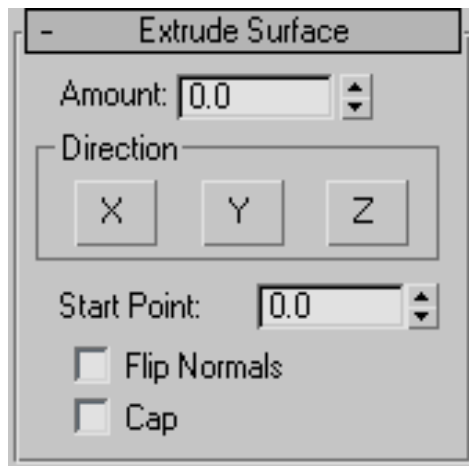 - Extrude Surface
Amount: 0.0
Direction
X Y Z
Start Point: 0.0
Flip Normals
Cap